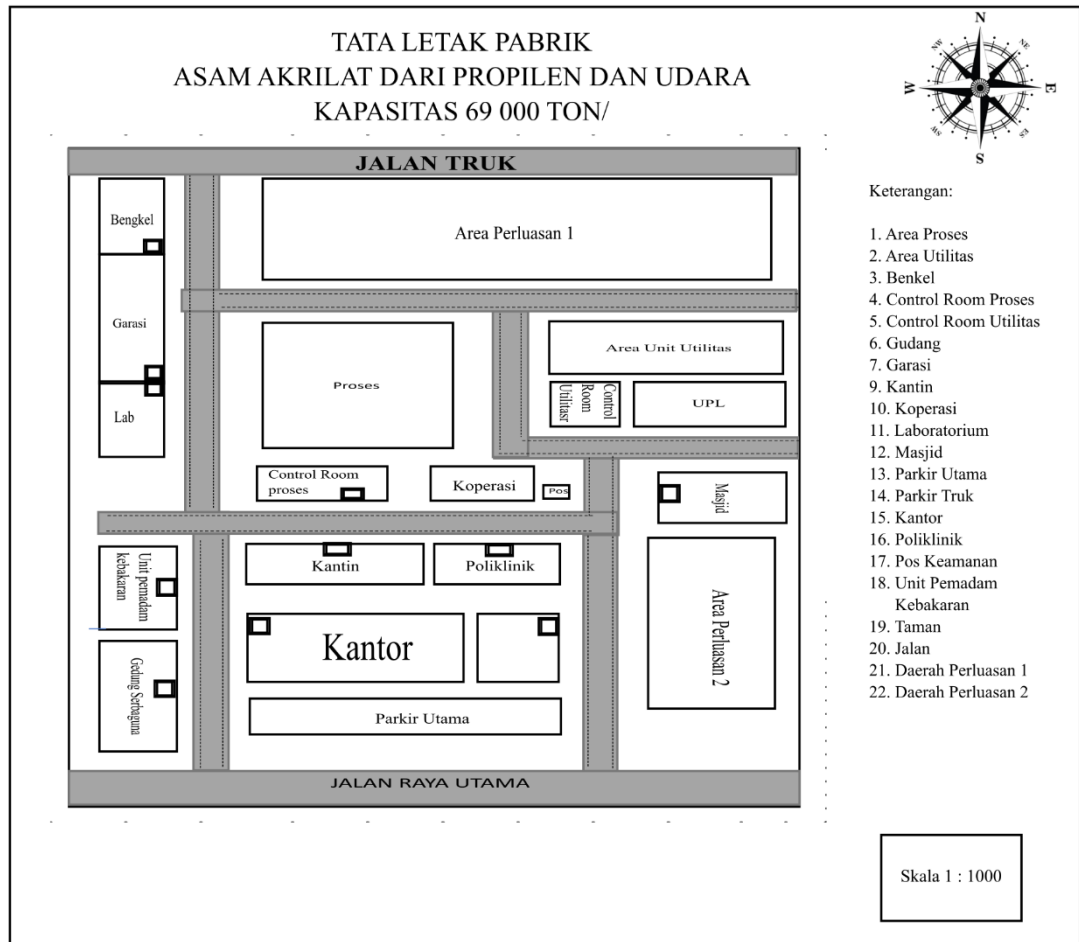 TATA LETAK PABRIK
ASAM AKRILAT DARI PROPILEN DAN UDARA
KAPASITAS 69 000 TON/
N
NW
NE
W
E
SW
ES
S
JALAN TRUK
Bengkel
Area Perluasan 1
Garasi
Lab
Proses
Area Unit Utilitas
Control
Room
Utilitasr
UPL
Control Room
proses
Koperasi
Pos
Masjid
Unit pemadam
kebakaran
Kantin
Poliklinik
Gedung Serbaguna
Kantor
Area Perluasan 2
Parkir Utama
JALAN RAYA UTAMA
Keterangan:
1. Area Proses
2. Area Utilitas
3. Benkel
4. Control Room Proses
5. Control Room Utilitas
6. Gudang
7. Garasi
9. Kantin
10. Koperasi
11. Laboratorium
12. Masjid
13. Parkir Utama
14. Parkir Truk
15. Kantor
16. Poliklinik
17. Pos Keamanan
18. Unit Pemadam
Kebakaran
19. Taman
20. Jalan
21. Daerah Perluasan 1
22. Daerah Perluasan 2
Skala 1 : 1000